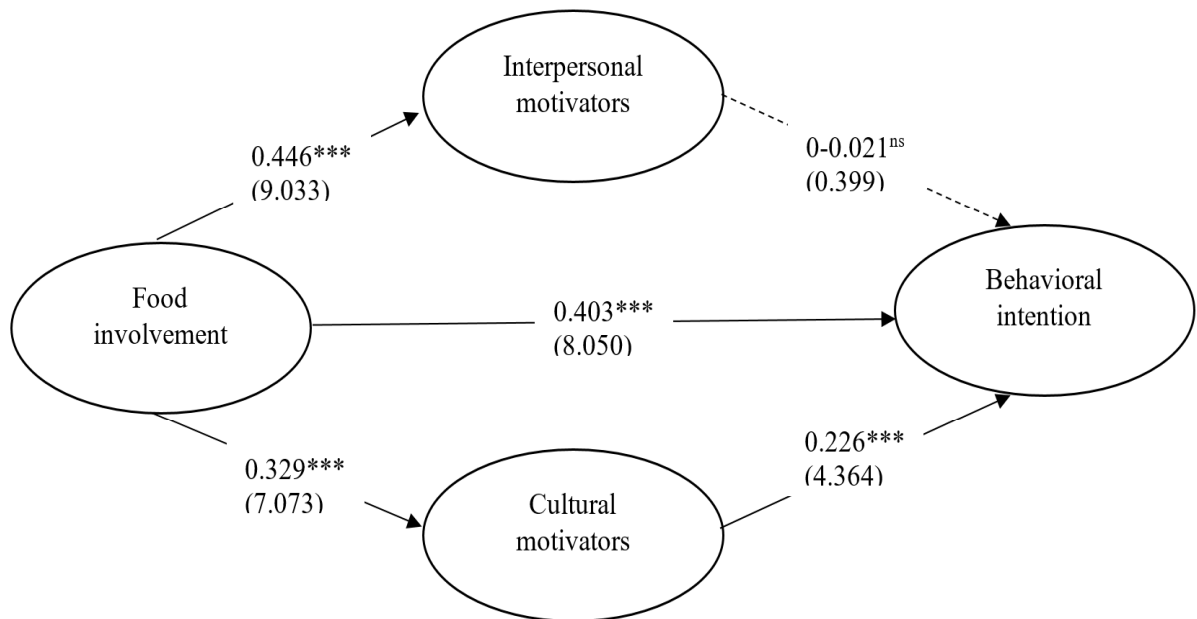 Interpersonal
motivators
0.446***
(9.033)
0-0.021ns
(0.399)
Food
involvement
0.403***
(8.050)
Behavioral
intention
0.329***
(7.073)
0.226***
(4.364)
Cultural
motivators